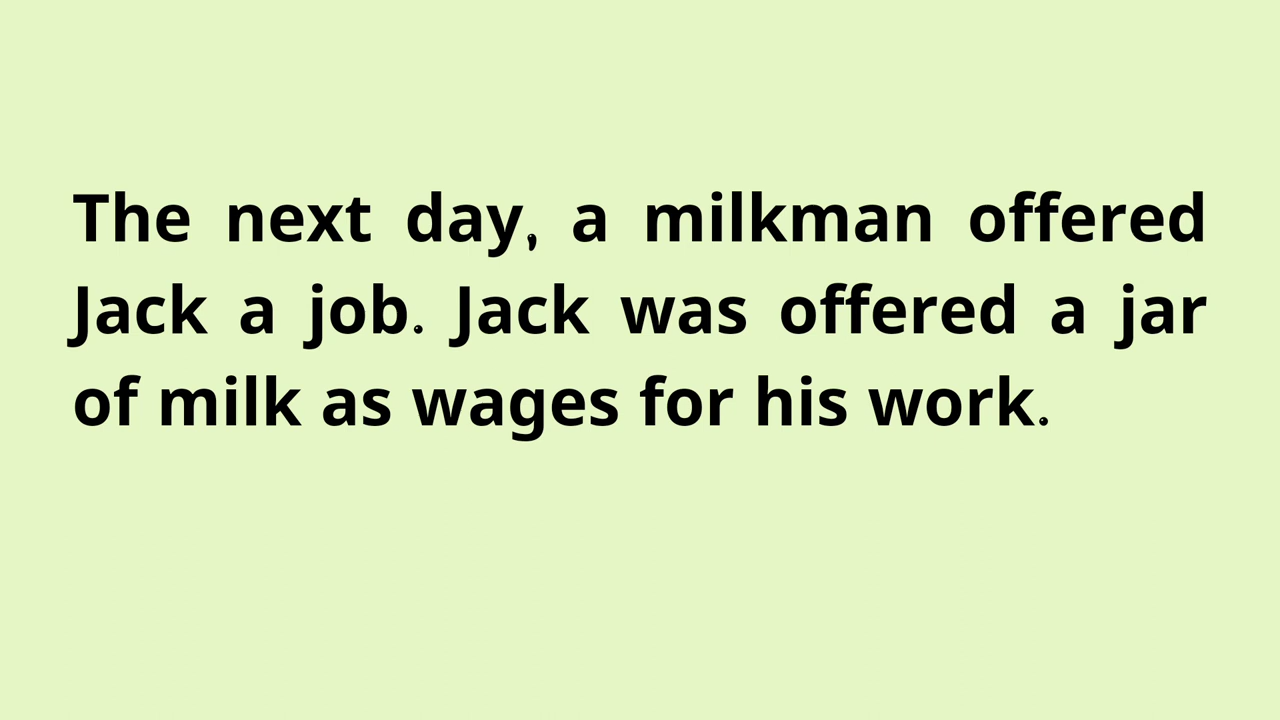 The next day, a milkman offered
Jack a job. Jack was offered a jar
of milk as wages for his work.